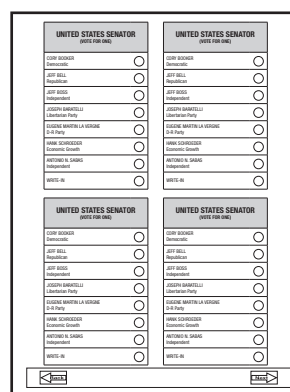 UNITED STATES SENATOR
(VOTE FOR ONE)
CORY BOOKER
Democratic
JEFF BELL
Republican
JEFF BOSS
Independent
JOSEPH BARATELLI
Libertarian Party
EUGENE MARTIN LA VERGNE
D-R Party
HANK SCHROEDER
Economic Growth
ANTONIO N. SABAS
Independent
WRITE-IN
UNITED STATES SENATOR
(VOTE FOR ONE)
CORY BOOKER
Democratic
JEFF BELL
Republican
JEFF BOSS
Independent
JOSEPH BARATELLI
Libertarian Party
EUGENE MARTIN LA VERGNE
D-R Party
HANK SCHROEDER
Economic Growth
ANTONIO N. SABAS
Independent
WRITE-IN
UNITED STATES SENATOR
(VOTE FOR ONE)
CORY BOOKER
Democratic
JEFF BELL
Republican
JEFF BOSS
Independent
JOSEPH BARATELLI
Libertarian Party
EUGENE MARTIN LA VERGNE
D-R Party
HANK SCHROEDER
Economic Growth
ANTONIO N. SABAS
Independent
WRITE-IN
UNITED STATES SENATOR
(VOTE FOR ONE)
CORY BOOKER
Democratic
JEFF BELL
Republican
JEFF BOSS
Independent
JOSEPH BARATELLI
Libertarian Party
EUGENE MARTIN LA VERGNE
D-R Party
HANK SCHROEDER
Economic Growth
ANTONIO N. SABAS
Independent
WRITE-IN
Back
Next